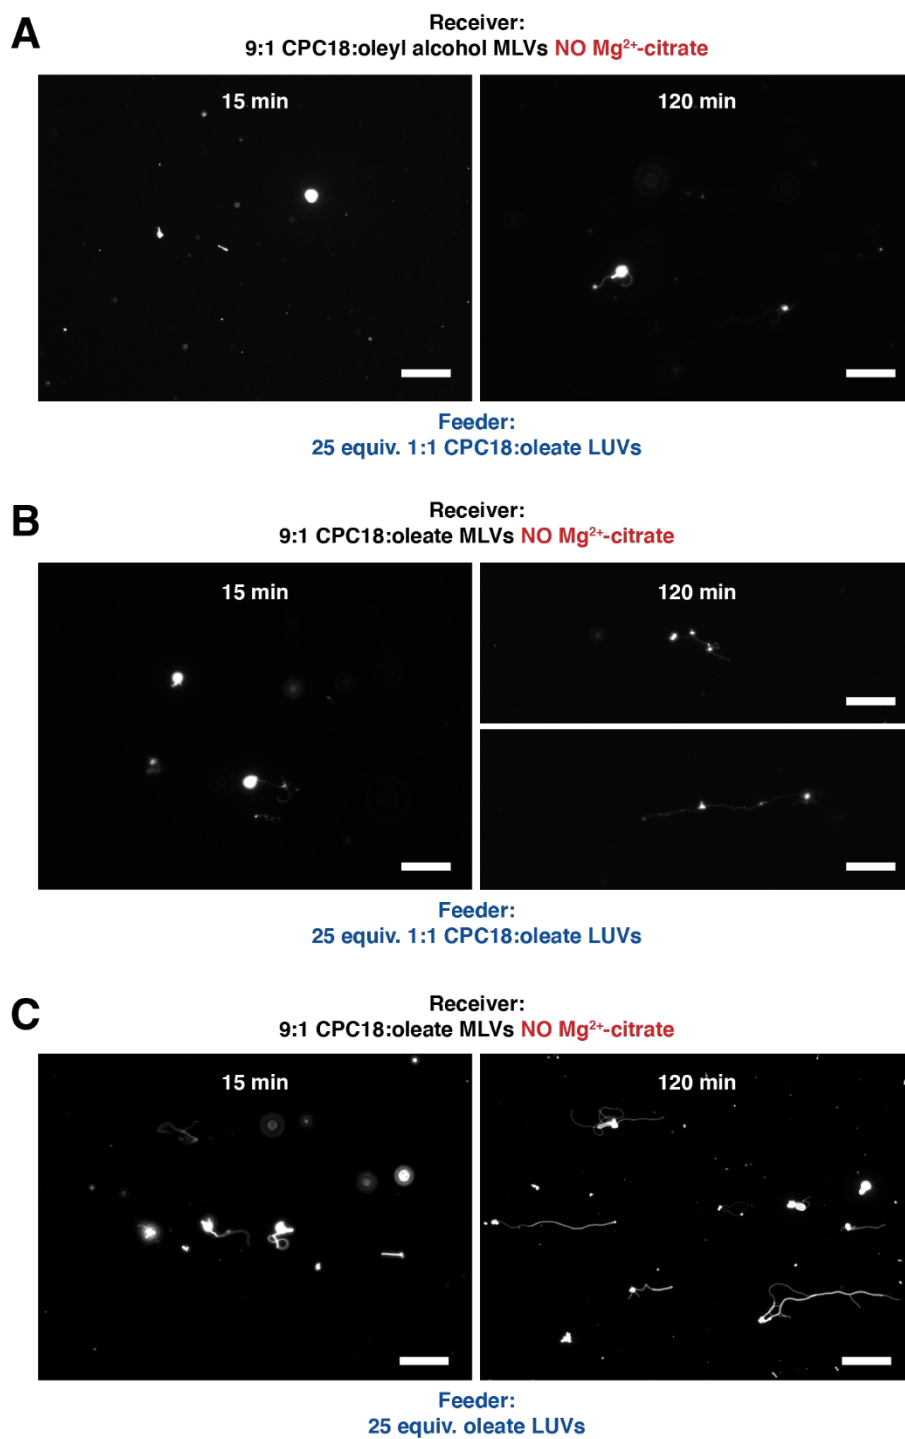 A
Receiver:
9:1 CPC18:oleyl alcohol MLVs NO Mg²⁺-citrate
15 min
120 min
Feeder:
25 equiv. 1:1 CPC18:oleate LUVs
B
Receiver:
9:1 CPC18:oleate MLVs NO Mg²⁺-citrate
15 min
120 min
Feeder:
25 equiv. 1:1 CPC18:oleate LUVs
C
Receiver:
9:1 CPC18:oleate MLVs NO Mg²⁺-citrate
15 min
120 min
Feeder:
25 equiv. oleate LUVs